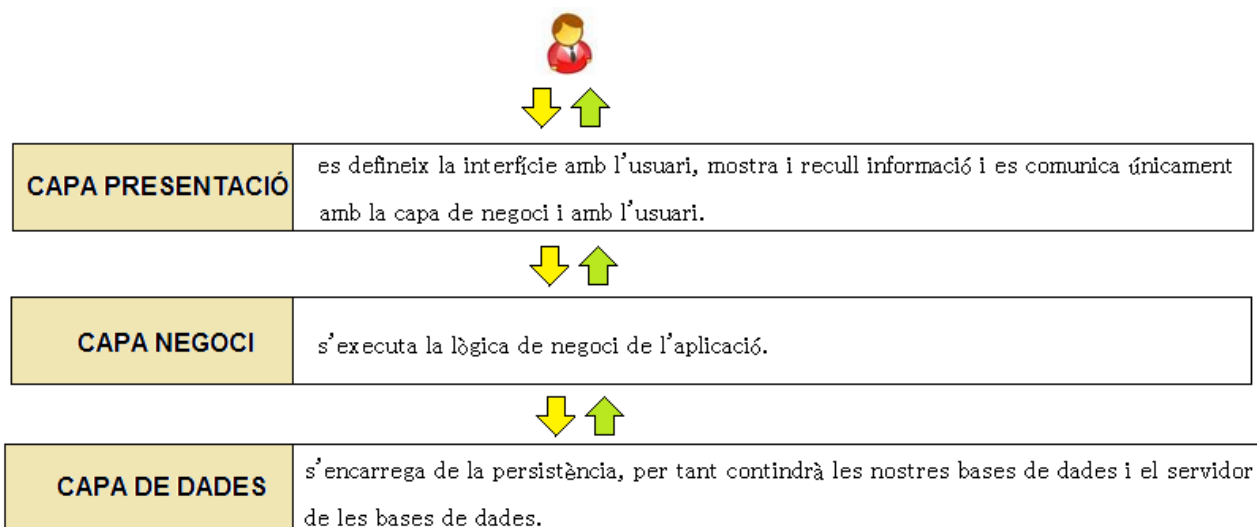 CAPA PRESENTACIÓ
es defineix la interfície amb l'usuari, mostra i recull informació i es comunica únicament
amb la capa de negoci i amb l'usuari.
CAPA NEGOCI
s'executa la lògica de negoci de l'aplicació.
CAPA DE DADES
s'encarrega de la persistència, per tant contindrà les nostres bases de dades i el servidor
de les bases de dades.